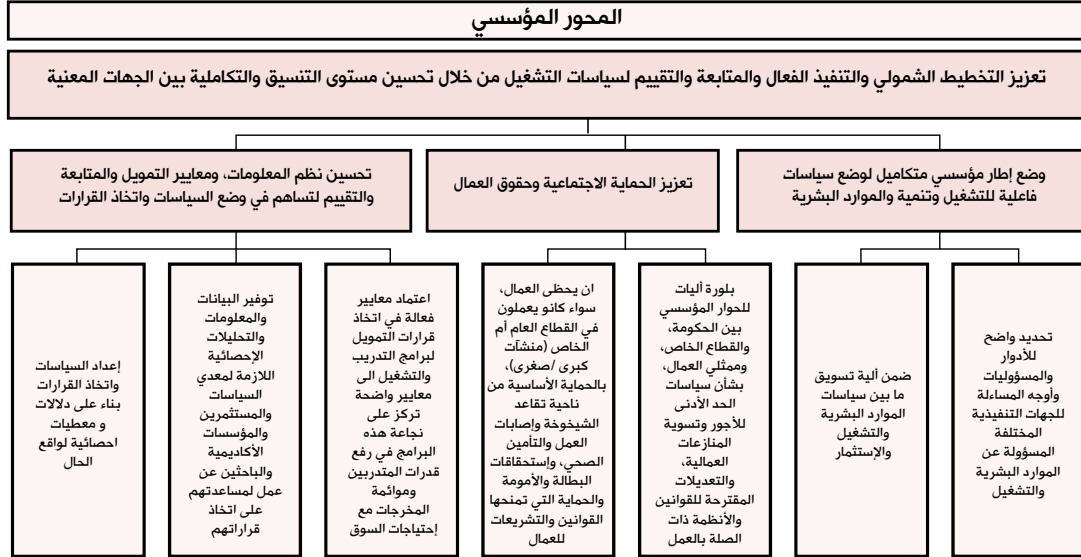 المحور المؤسسي
تعزيز التخطيط الشمولي والتنفيذ الفعال والمتابعة والتقييم لسياسات التشغيل من خلال تحسين مستوى التنسيق والتكاملية بين الجهات المعنية
وضع إطار مؤسسي متكاميل لوضع سياسات
فاعلية للتشغيل وتنمية والموارد البشرية
تعزيز الحماية الاجتماعية وحقوق العمال
تحسين نظم المعلومات، ومعايير التمويل والمتابعة
والتقييم لتساهم في وضع السياسات واتخاذ القرارات
تحديد واضح
للأدوار
والمسؤوليات
وأوجه المساءلة
للجهات التنفيذية
المختلفة
المسؤولة عن
الموارد البشرية
والتشغيل
ضمن ألية تسويق
ما بين سياسات
الموارد البشرية
والتشغيل
والإستثمار
بلورة أليات
للحوار المؤسسي
بين الحكومة،
والقطاع الخاص،
وممثلي العمال،
بشأن سياسات
الحد الأدنى
للأجور وتسوية
المنازعات
العمالية،
والتعديلات
المقترحة للقوانين
والأنظمة ذات
الصلة بالعمل
ان يحظى العمال،
سواء كانو يعملون
في القطاع العام أم
الخاص (منشآت
كبرى /صغرى)،
بالحماية الأساسية من
ناحية تقاعد
الشيخوخة وإصابات
العمل والتأمين
الصحي، وإستحقاقات
البطالة والأمومة
والحماية التي تمنحها
القوانين والتشريعات
للعمال
اعتماد معايير
فعالة في اتخاذ
قرارات التمويل
لبرامج التدريب
والتشغيل الى
معايير واضحة
تركز على
نجاعة هذه
البرامج في رفع
قدرات المتدربين
وموائمة
المخرجات مع
إحتياجات السوق
توفير البيانات
والمعلومات
والتحليلات
الإحصائية
اللازمة لمعدي
السياسات
والمستثمرين
والمؤسسات
الأكاديمية
والباحثين عن
عمل لمساعدتهم
على اتخاذ
قراراتهم
إعداد السياسات
واتخاذ القرارات
بناء على دلالات
و معطيات
احصائية لواقع
الحال